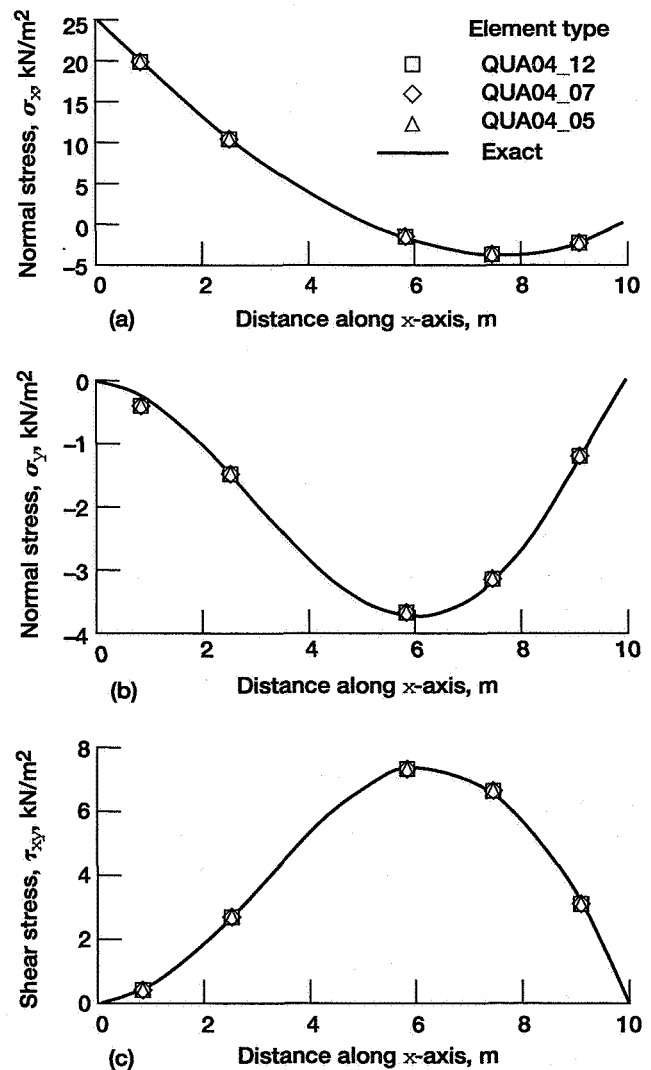 Normal stress, σx, kN/m2
25
20
15
10
5
0
−5
Element type
QUA04_12
QUA04_07
QUA04_05
Exact
0 2 4 6 8 10
(a) Distance along x-axis, m
Normal stress, σy, kN/m2
0
−1
−2
−3
−4
0 2 4 6 8 10
(b) Distance along x-axis, m
Shear stress, τxy, kN/m2
8
6
4
2
0
0 2 4 6 8 10
(c) Distance along x-axis, m